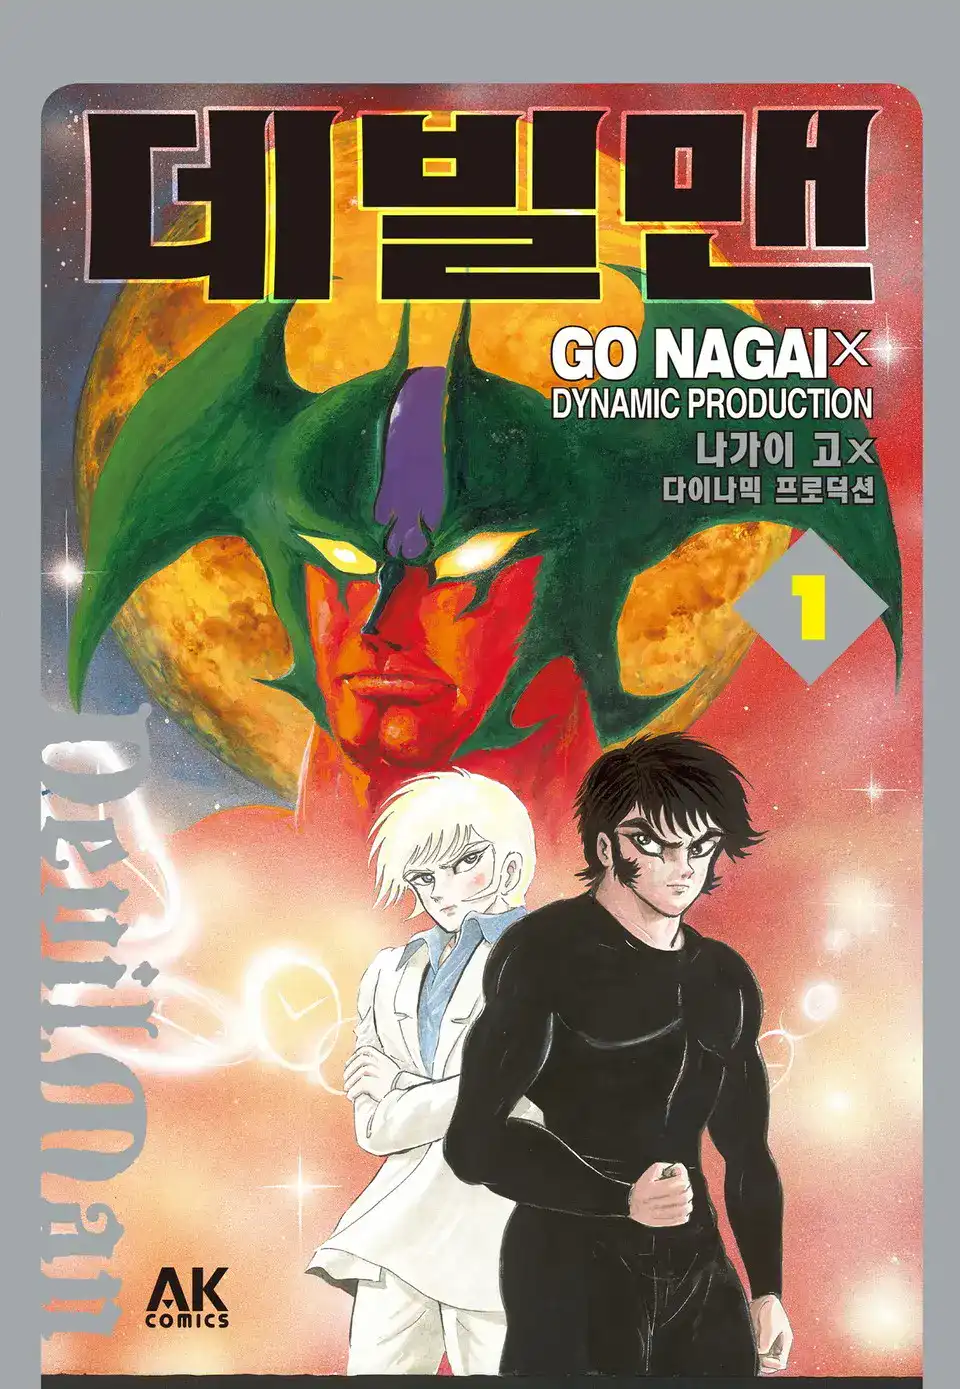 데빌맨
GO NAGAI×
DYNAMIC PRODUCTION
나가이 고×
다이나믹 프로덕션
1
DevilMan
AK
COMICS